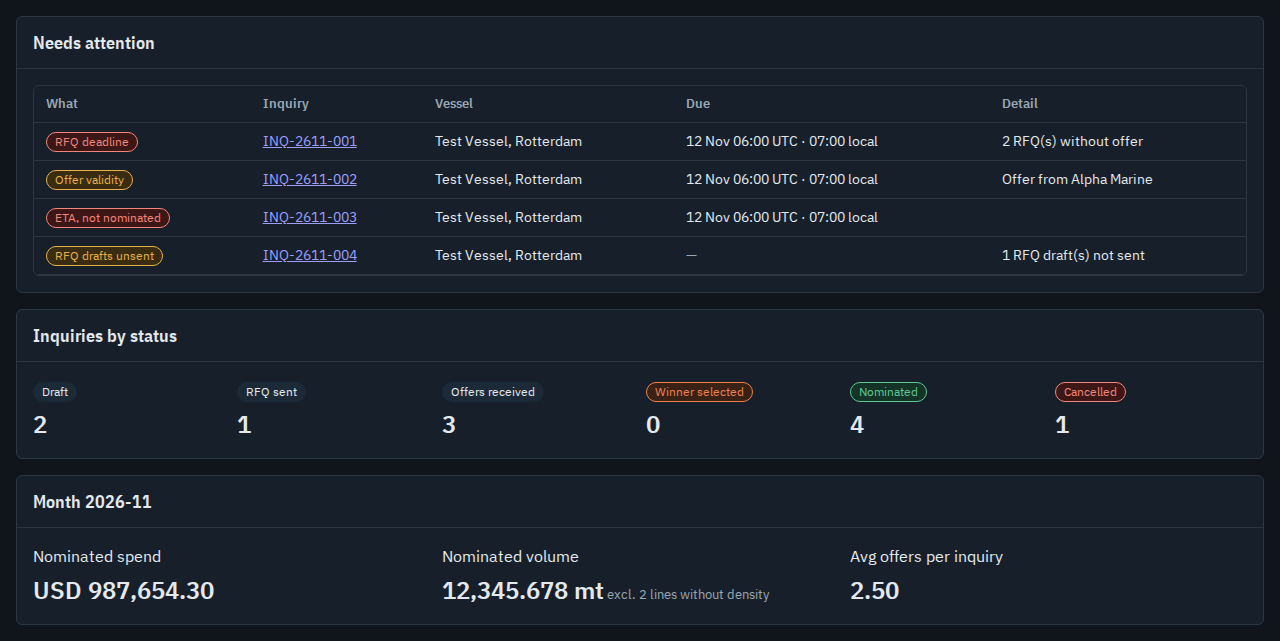 Needs attention
What Inquiry Vessel Due Detail
RFQ deadline INQ-2611-001 Test Vessel, Rotterdam 12 Nov 06:00 UTC · 07:00 local 2 RFQ(s) without offer
Offer validity INQ-2611-002 Test Vessel, Rotterdam 12 Nov 06:00 UTC · 07:00 local Offer from Alpha Marine
ETA, not nominated INQ-2611-003 Test Vessel, Rotterdam 12 Nov 06:00 UTC · 07:00 local
RFQ drafts unsent INQ-2611-004 Test Vessel, Rotterdam — 1 RFQ draft(s) not sent
Inquiries by status
Draft RFQ sent Offers received Winner selected Nominated Cancelled
2 1 3 0 4 1
Month 2026-11
Nominated spend Nominated volume Avg offers per inquiry
USD 987,654.30 12,345.678 mt excl. 2 lines without density 2.50